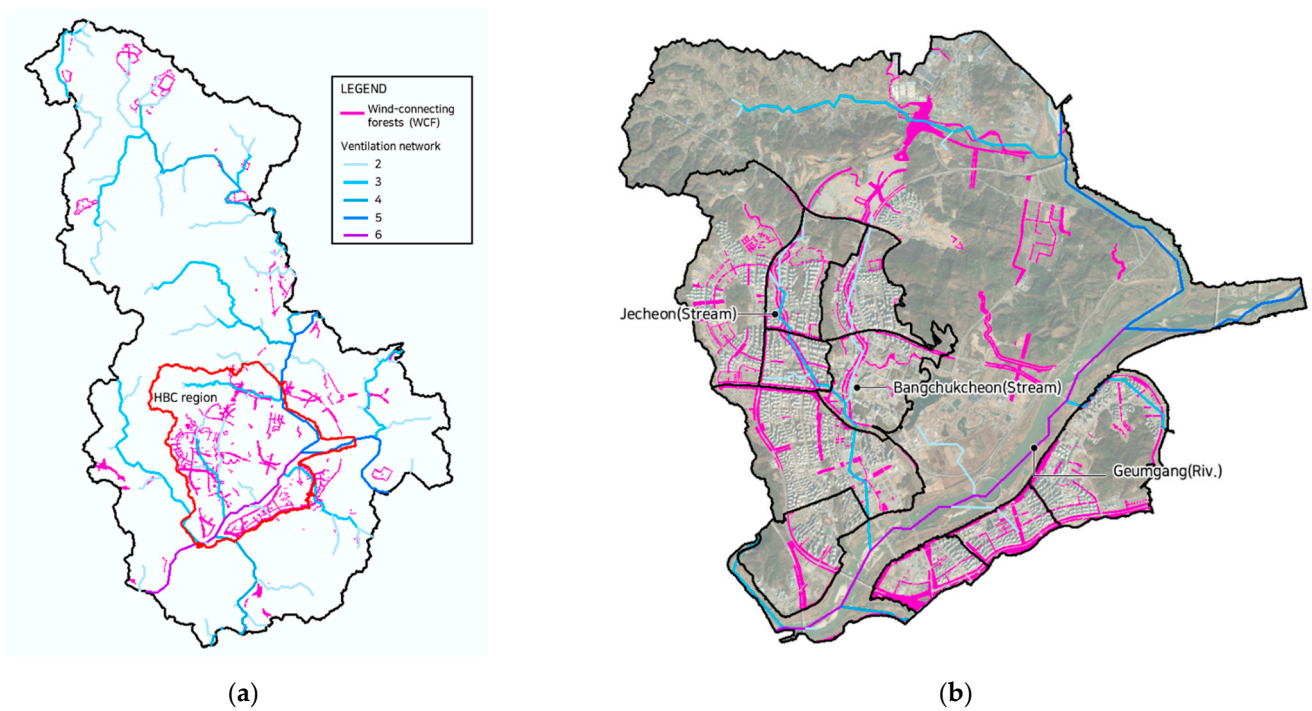 LEGEND
Wind-connecting
forests (WCF)
Ventilation network
2
3
4
5
6
HBC region
Jecheon(Stream)
Bangchukcheon(Stream)
Geumgang(Riv.)
(a)
(b)